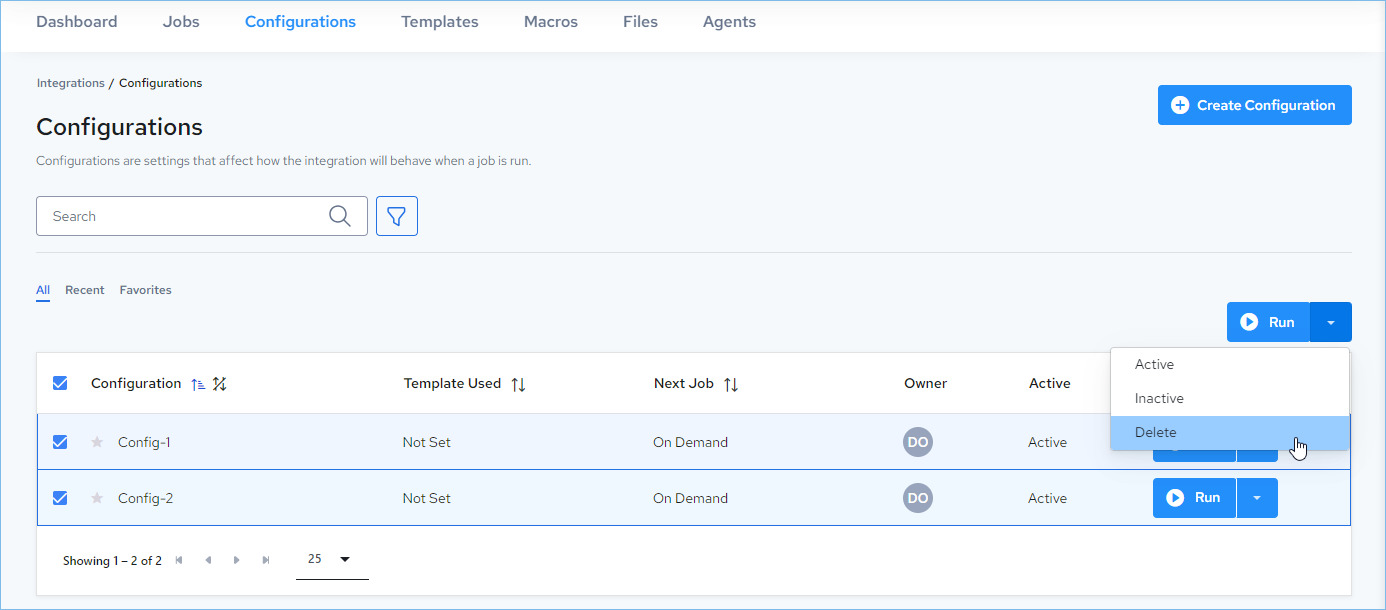 Dashboard Jobs Configurations Templates Macros Files Agents
Integrations / Configurations
Create Configuration
Configurations
Configurations are settings that affect how the integration will behave when a job is run.
Search
All Recent Favorites
Run
Configuration Template Used Next Job Owner Active
Active
Inactive
Delete
Config-1 Not Set On Demand DO Active
Config-2 Not Set On Demand DO Active Run
Showing 1 – 2 of 2 25